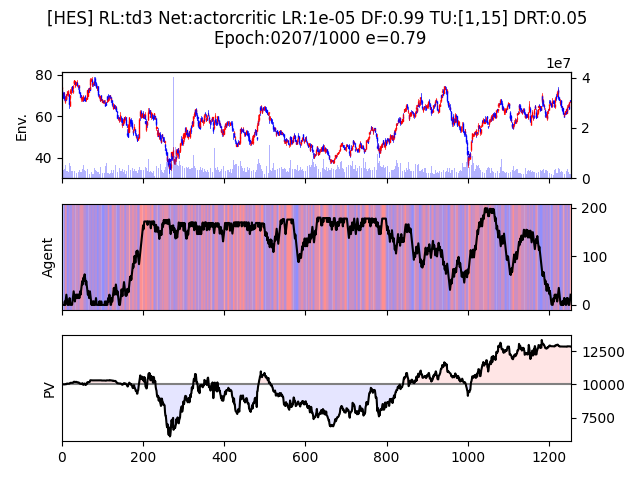 [HES] RL:td3 Net:actorcritic LR:1e-05 DF:0.99 TU:[1,15] DRT:0.05
Epoch:0207/1000 e=0.79
1e7
80
60
40
Env.
4
2
0
Agent
200
100
0
PV
12500
10000
7500
0 200 400 600 800 1000 1200